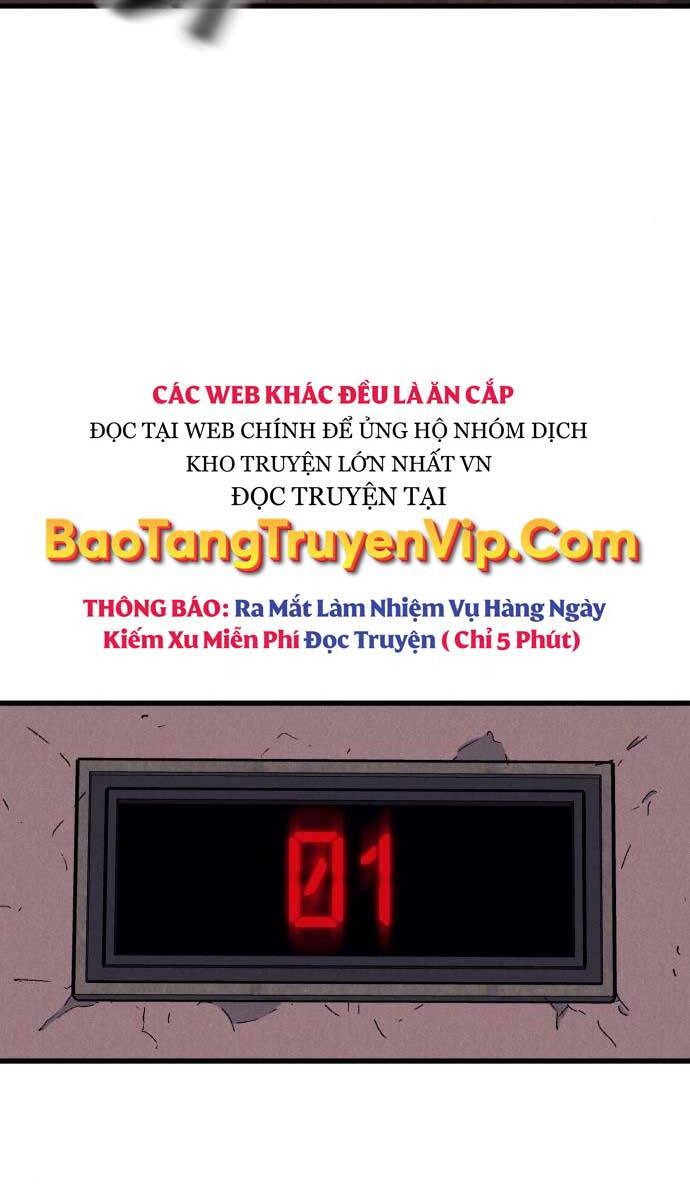 CÁC WEB KHÁC ĐỀU LÀ ĂN CẮP
ĐỌC TẠI WEB CHÍNH ĐỂ ỦNG HỘ NHÓM DỊCH
KHO TRUYỆN LỚN NHẤT VN
ĐỌC TRUYỆN TẠI
BaoTangTruyenVip.Com
THÔNG BÁO: Ra Mắt Làm Nhiệm Vụ Hàng Ngày
Kiếm Xu Miễn Phí Đọc Truyện ( Chỉ 5 Phút)
01